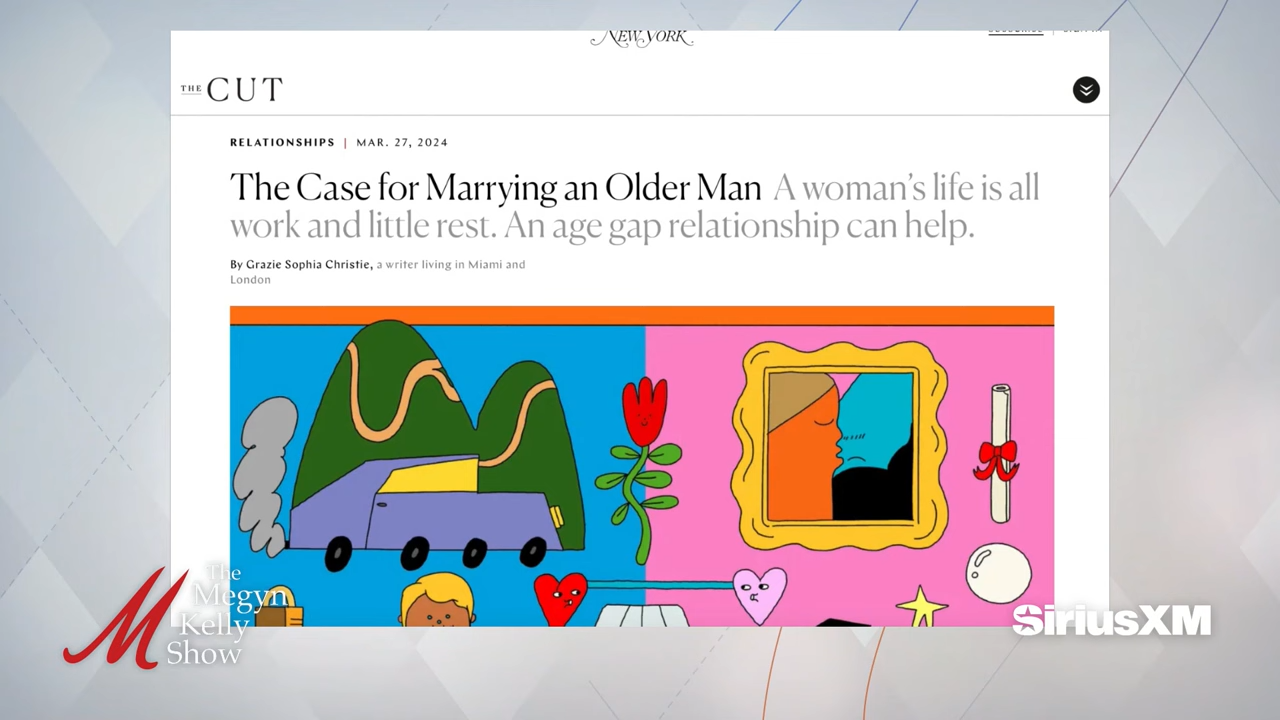 NEW YORK
THE CUT
RELATIONSHIPS | MAR. 27, 2024
The Case for Marrying an Older Man A woman's life is all
work and little rest. An age gap relationship can help.
By Grazie Sophia Christie, a writer living in Miami and
London
The
Megyn
Kelly
Show
SiriusXM